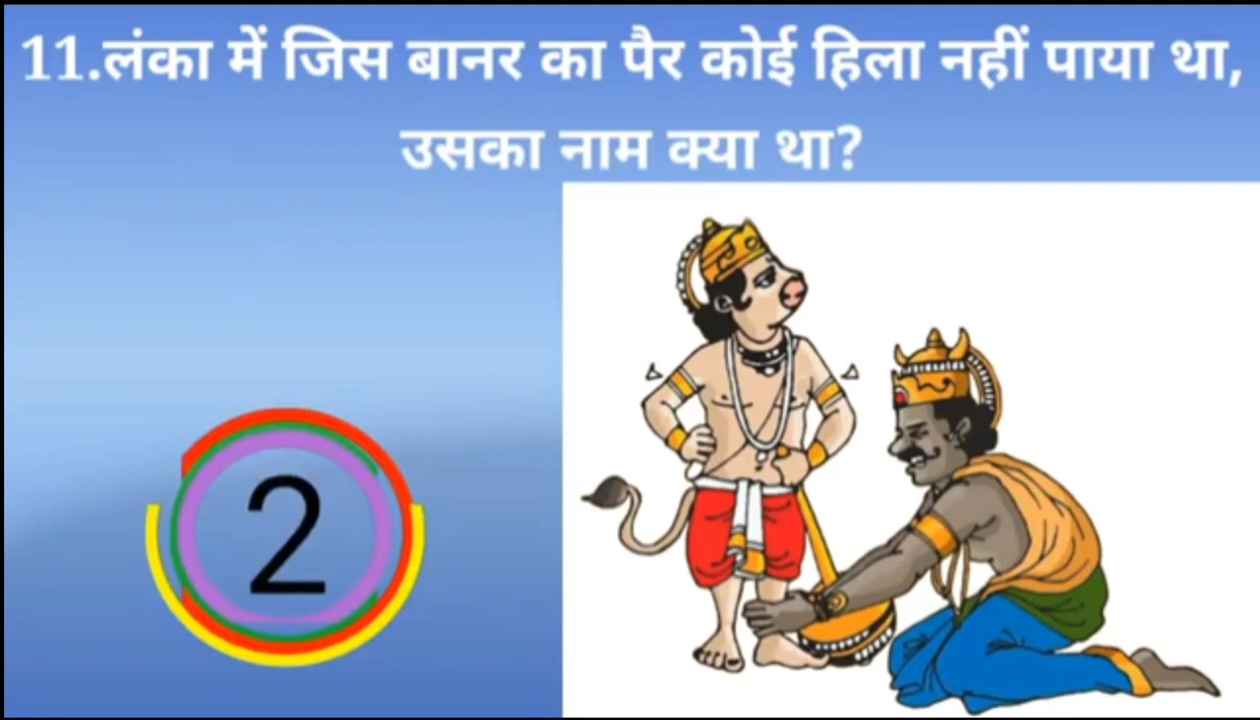 11.लंका में जिस बानर का पैर कोई हिला नहीं पाया था,
उसका नाम क्या था?
2